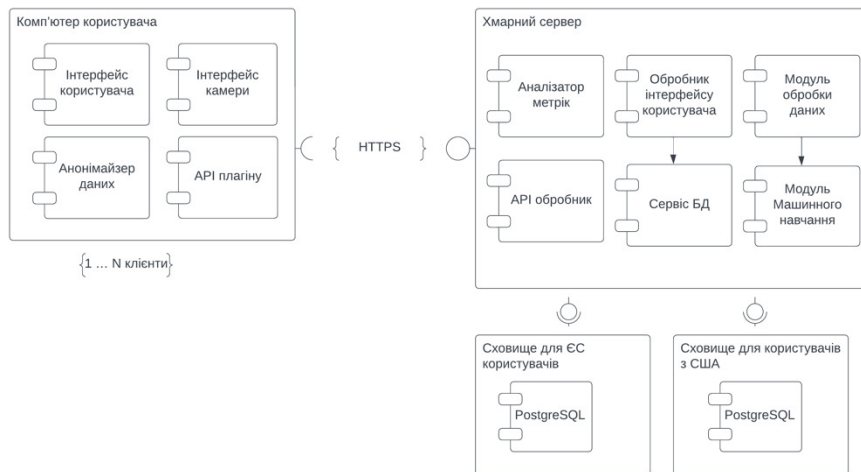 Комп'ютер користувача
Інтерфейс
користувача
Інтерфейс
камери
Анонімайзер
даних
API плагіну
{1 ... N клієнти}
{ HTTPS }
Хмарний сервер
Аналізатор
метрік
Обробник
інтерфейсу
користувача
Модуль
обробки
даних
API обробник
Сервіс БД
Модуль
Машинного
навчання
Сховище для ЄС
користувачів
PostgreSQL
Сховище для користувачів
з США
PostgreSQL